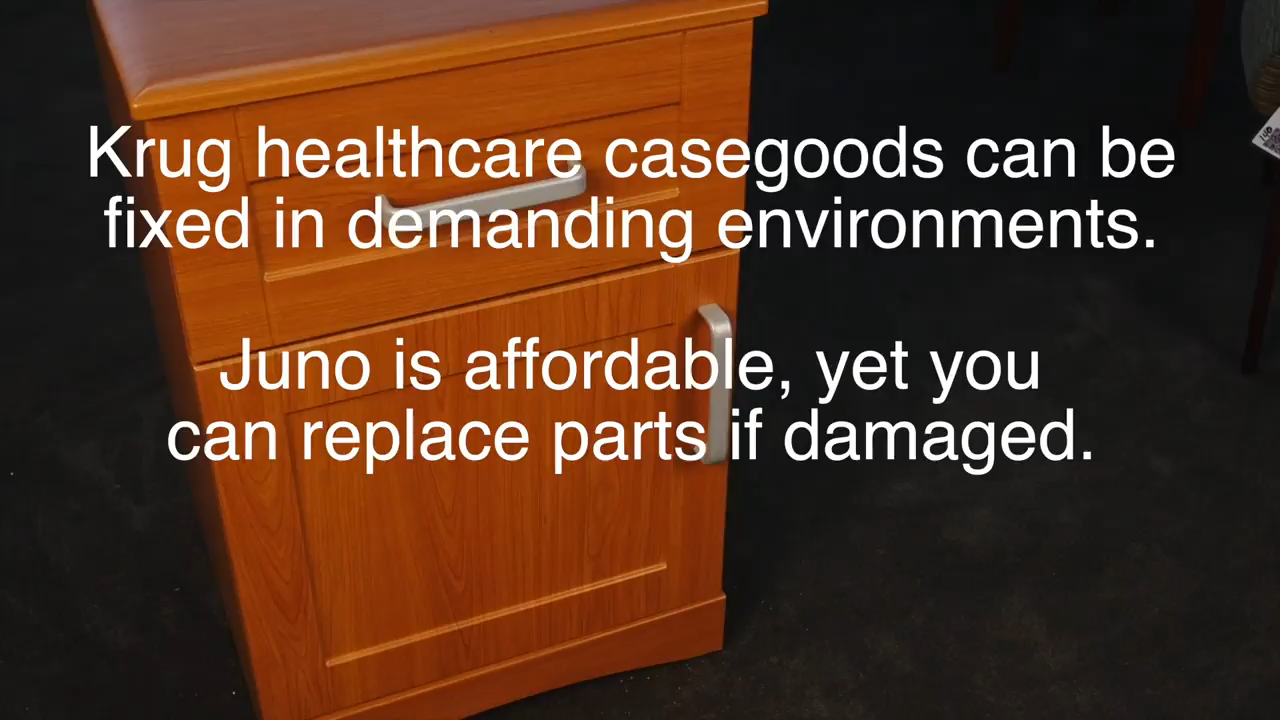 Krug healthcare casegoods can be
fixed in demanding environments.
Juno is affordable, yet you
can replace parts if damaged.